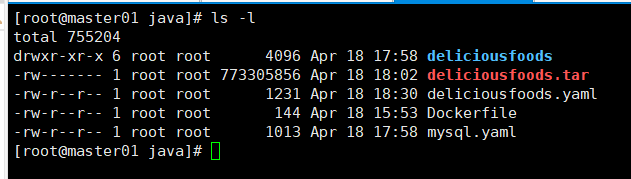 [root@master01 java]# ls -l
total 755204
drwxr-xr-x 6 root root      4096 Apr 18 17:58 deliciousfoods
-rw------- 1 root root 773305856 Apr 18 18:02 deliciousfoods.tar
-rw-r--r-- 1 root root      1231 Apr 18 18:30 deliciousfoods.yaml
-rw-r--r-- 1 root root       144 Apr 18 15:53 Dockerfile
-rw-r--r-- 1 root root      1013 Apr 18 17:58 mysql.yaml
[root@master01 java]#